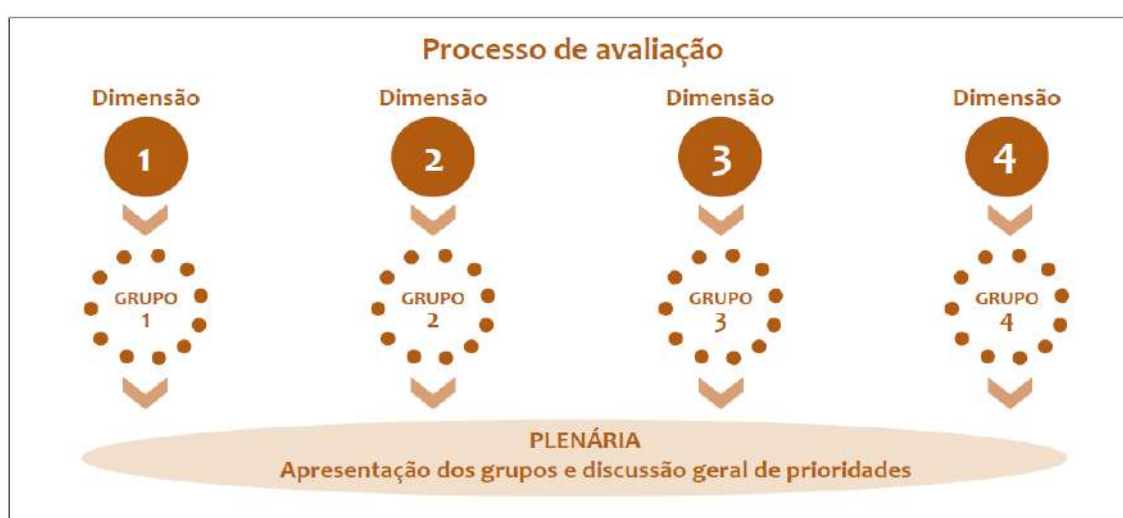 Processo de avaliação
Dimensão Dimensão Dimensão Dimensão
1 2 3 4
GRUPO GRUPO GRUPO GRUPO
1 2 3 4
PLENÁRIA
Apresentação dos grupos e discussão geral de prioridades